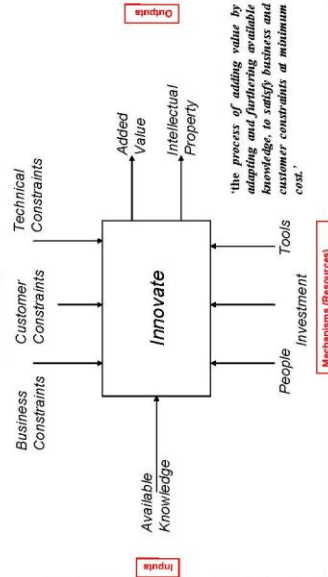 Business
Constraints
Customer
Constraints
Technical
Constraints
Inputs
Available
Knowledge
Innovate
Added
Value
Intellectual
Property
Outputs
People
Investment
Tools
Mechanisms (Resources)
'the process of adding value by
adapting and furthering available
knowledge, to satisfy business and
customer constraints at minimum
cost.'